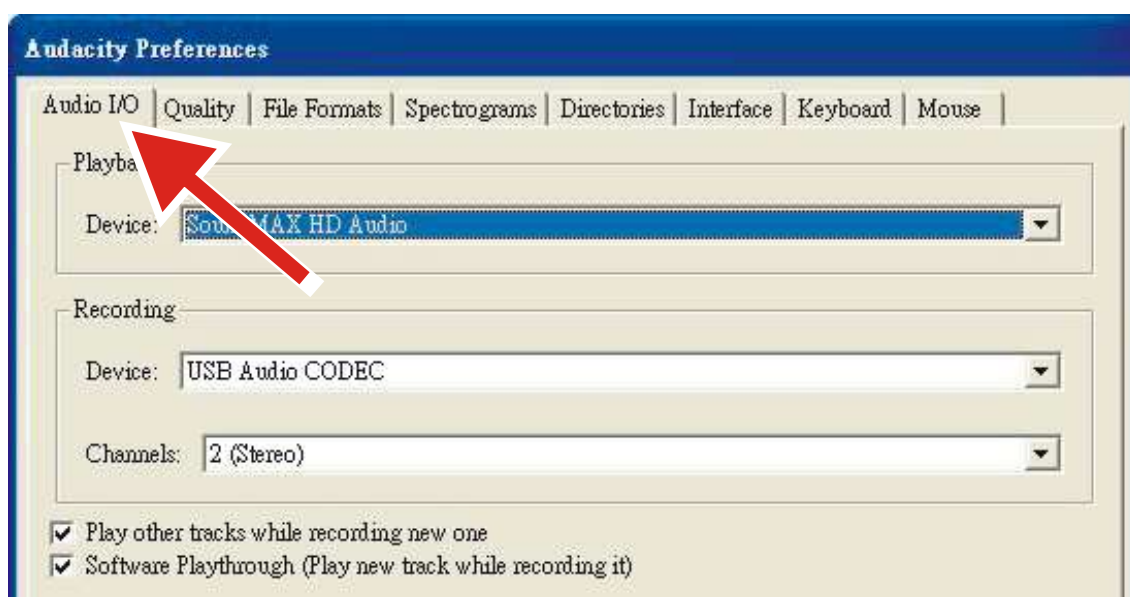 Audacity Preferences
Audio I/O Quality File Formats Spectrograms Directories Interface Keyboard Mouse
Device: HD Audio
Recording
Device: USB Audio CODEC
Channels: 2 (Stereo)
Play other tracks while recording new one
Software Playthrough (Play new track while recording it)